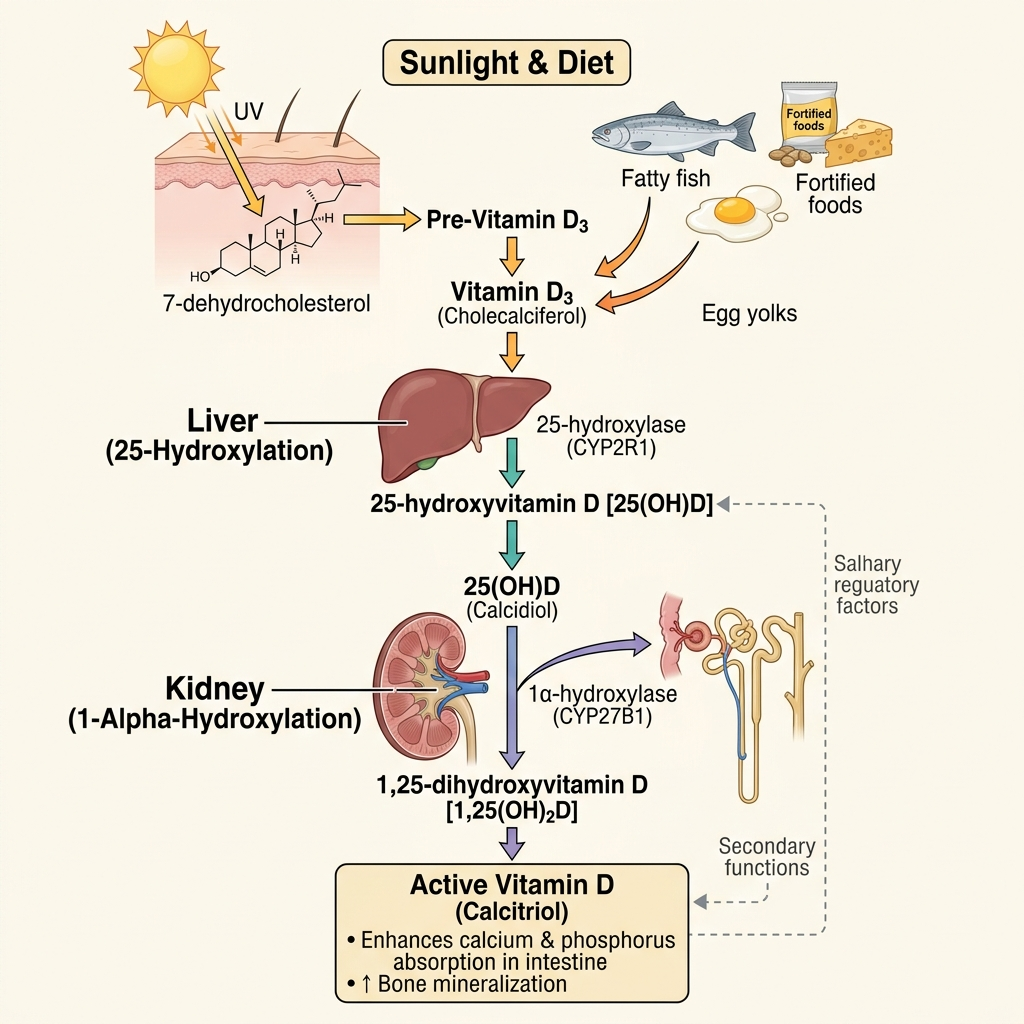 Sunlight & Diet
UV
Fortified
foods
Fatty fish
Fortified
foods
H
H
H
HO
7-dehydrocholesterol
Pre-Vitamin D₃
Vitamin D₃
(Cholecalciferol)
Egg yolks
Liver
(25-Hydroxylation)
25-hydroxylase
(CYP2R1)
25-hydroxyvitamin D [25(OH)D]
Salhary
reguatory
factors
25(OH)D
(Calcidiol)
Kidney
(1-Alpha-Hydroxylation)
1α-hydroxylase
(CYP27B1)
1,25-dihydroxyvitamin D
[1,25(OH)₂D]
Secondary
functions
Active Vitamin D
(Calcitriol)
• Enhances calcium & phosphorus
absorption in intestine
• ↑ Bone mineralization